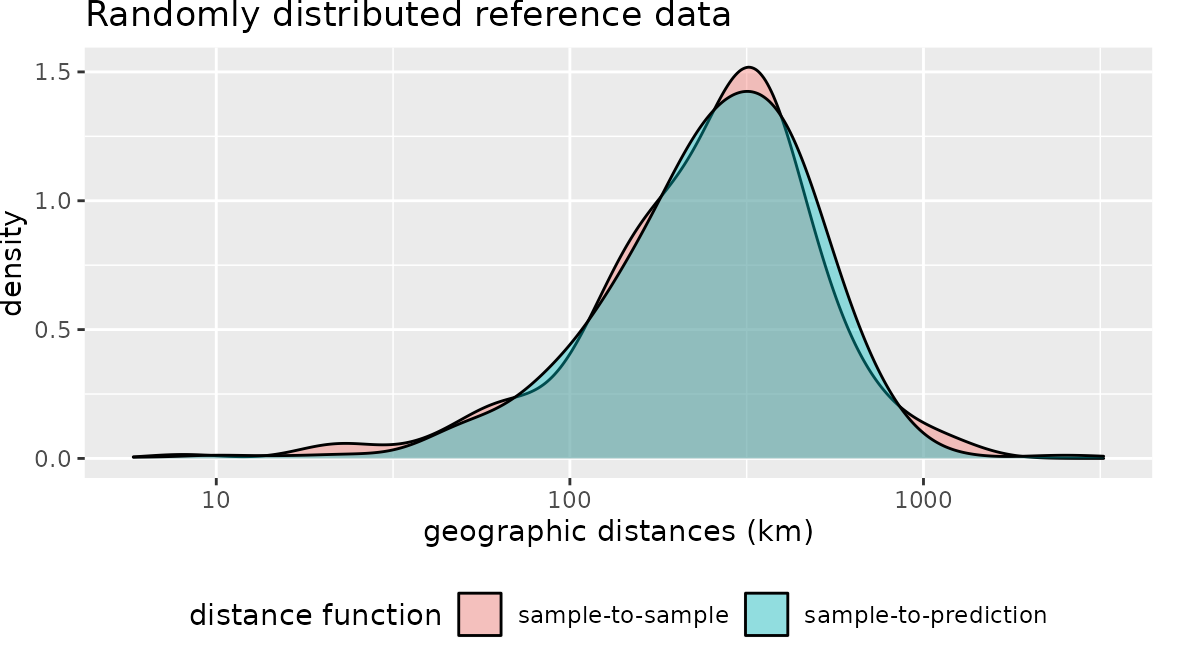 Randomly distributed reference data
density
1.5
1.0
0.5
0.0
10 100 1000
geographic distances (km)
distance function sample-to-sample sample-to-prediction